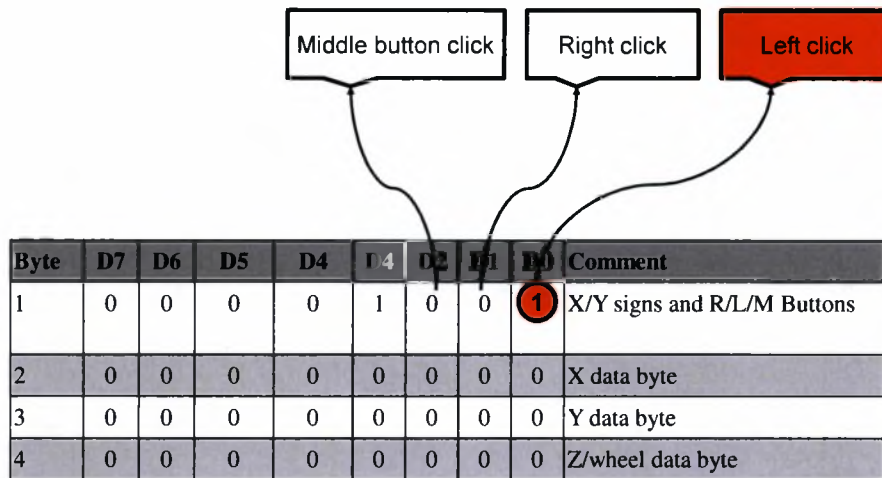 Middle button click Right click Left click
Byte D7 D6 D5 D4 D4 D2 D1 D0 Comment
1 0 0 0 0 1 0 0 1 X/Y signs and R/L/M Buttons
2 0 0 0 0 0 0 0 0 X data byte
3 0 0 0 0 0 0 0 0 Y data byte
4 0 0 0 0 0 0 0 0 Z/wheel data byte